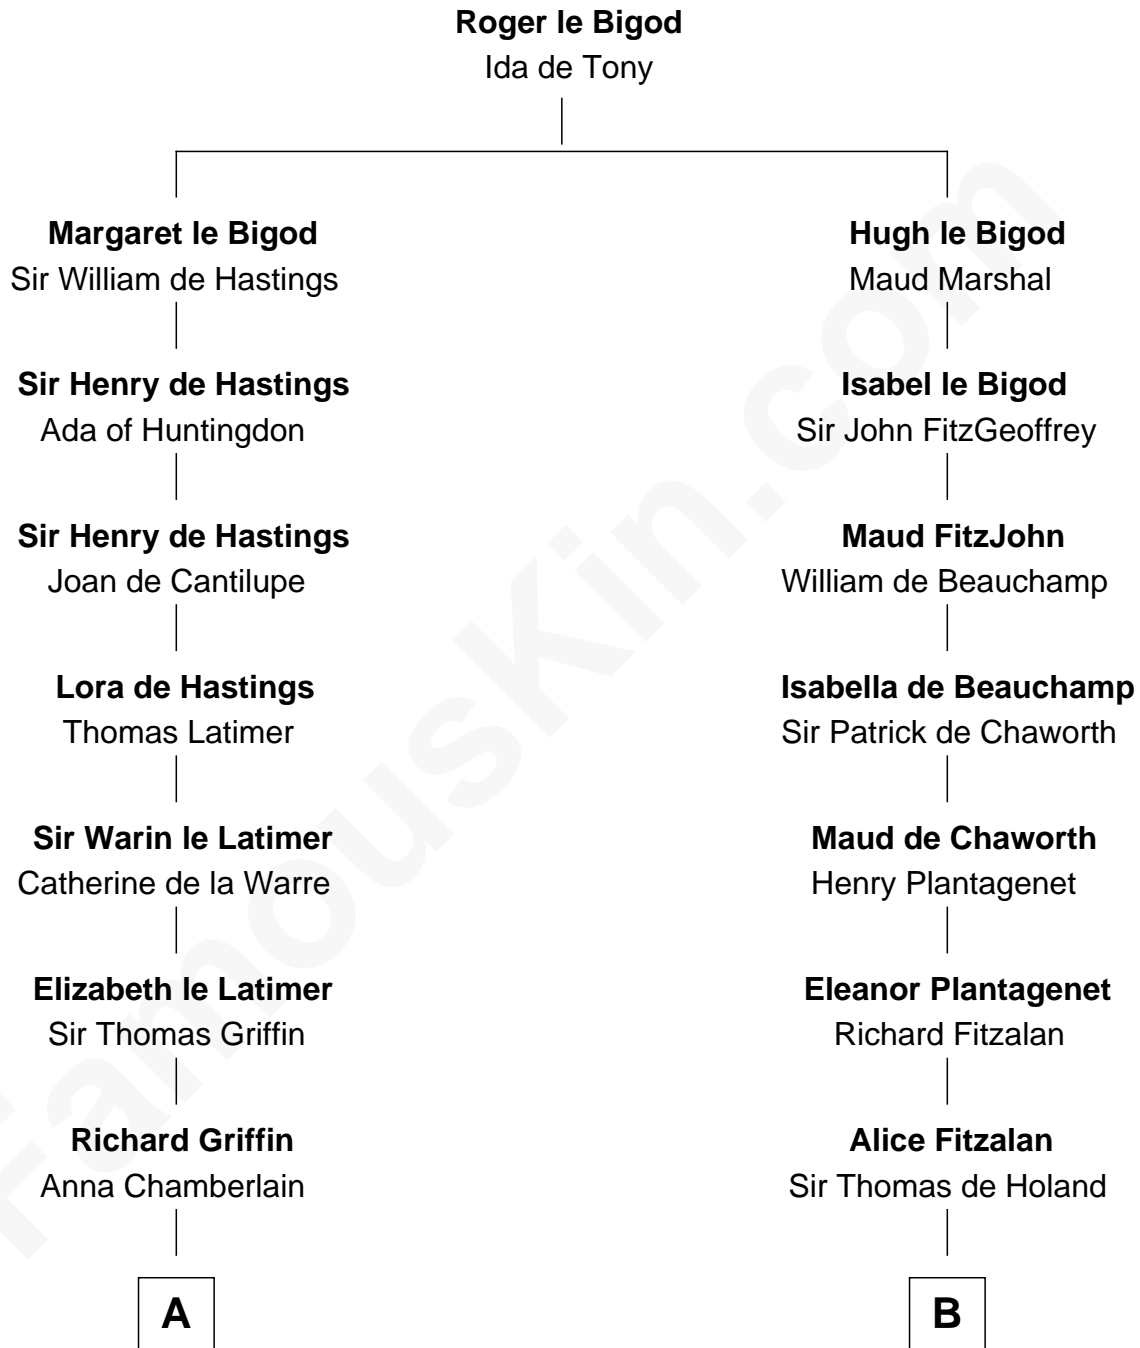 Roger le Bigod
Ida de Tony
Margaret le Bigod
Sir William de Hastings
Hugh le Bigod
Maud Marshal
Sir Henry de Hastings
Ada of Huntingdon
Isabel le Bigod
Sir John FitzGeoffrey
Sir Henry de Hastings
Joan de Cantilupe
Maud FitzJohn
William de Beauchamp
Lora de Hastings
Thomas Latimer
Isabella de Beauchamp
Sir Patrick de Chaworth
Sir Warin le Latimer
Catherine de la Warre
Maud de Chaworth
Henry Plantagenet
Elizabeth le Latimer
Sir Thomas Griffin
Eleanor Plantagenet
Richard Fitzalan
Richard Griffin
Anna Chamberlain
Alice Fitzalan
Sir Thomas de Holand
A
B
FamousKin.com